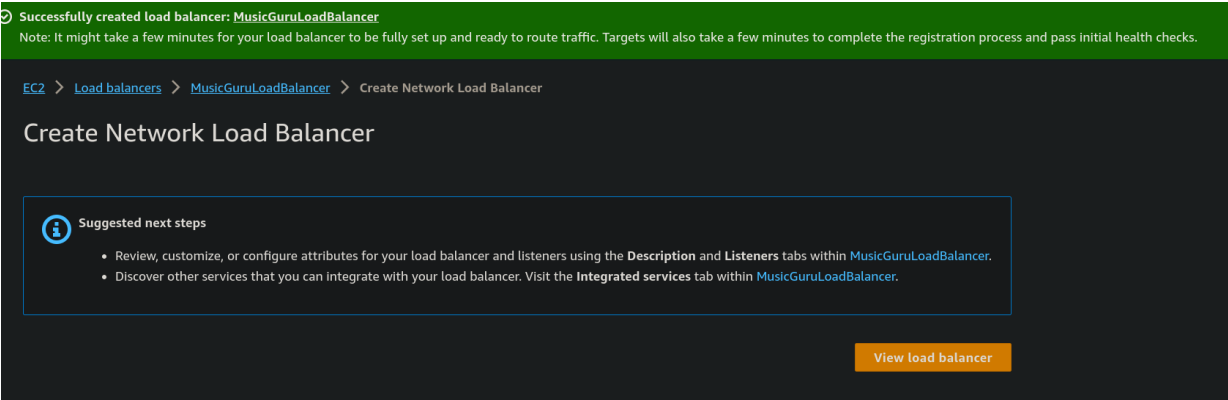 Successfully created load balancer: MusicGuruLoadBalancer
Note: It might take a few minutes for your load balancer to be fully set up and ready to route traffic. Targets will also take a few minutes to complete the registration process and pass initial health checks.
EC2 > Load balancers > MusicGuruLoadBalancer > Create Network Load Balancer
Create Network Load Balancer
Suggested next steps
• Review, customize, or configure attributes for your load balancer and listeners using the Description and Listeners tabs within MusicGuruLoadBalancer.
• Discover other services that you can integrate with your load balancer. Visit the Integrated services tab within MusicGuruLoadBalancer.
View load balancer